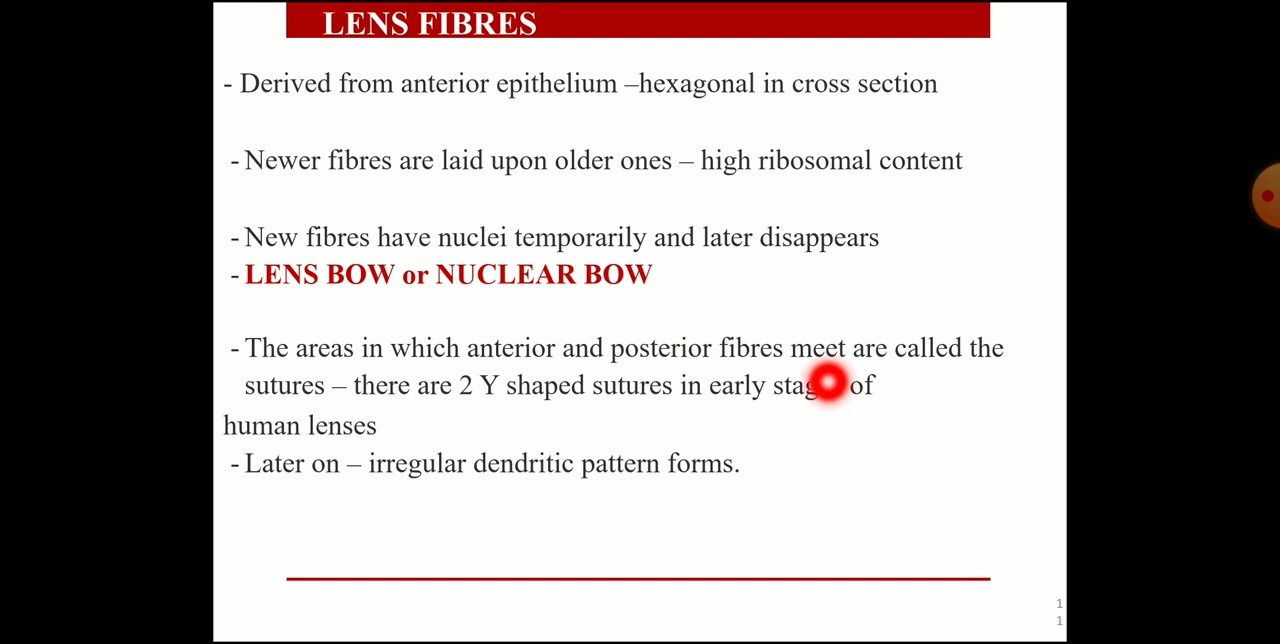 LENS FIBRES
- Derived from anterior epithelium –hexagonal in cross section
- Newer fibres are laid upon older ones – high ribosomal content
- New fibres have nuclei temporarily and later disappears
- LENS BOW or NUCLEAR BOW
- The areas in which anterior and posterior fibres meet are called the
sutures – there are 2 Y shaped sutures in early of
human lenses
- Later on – irregular dendritic pattern forms.
1
1